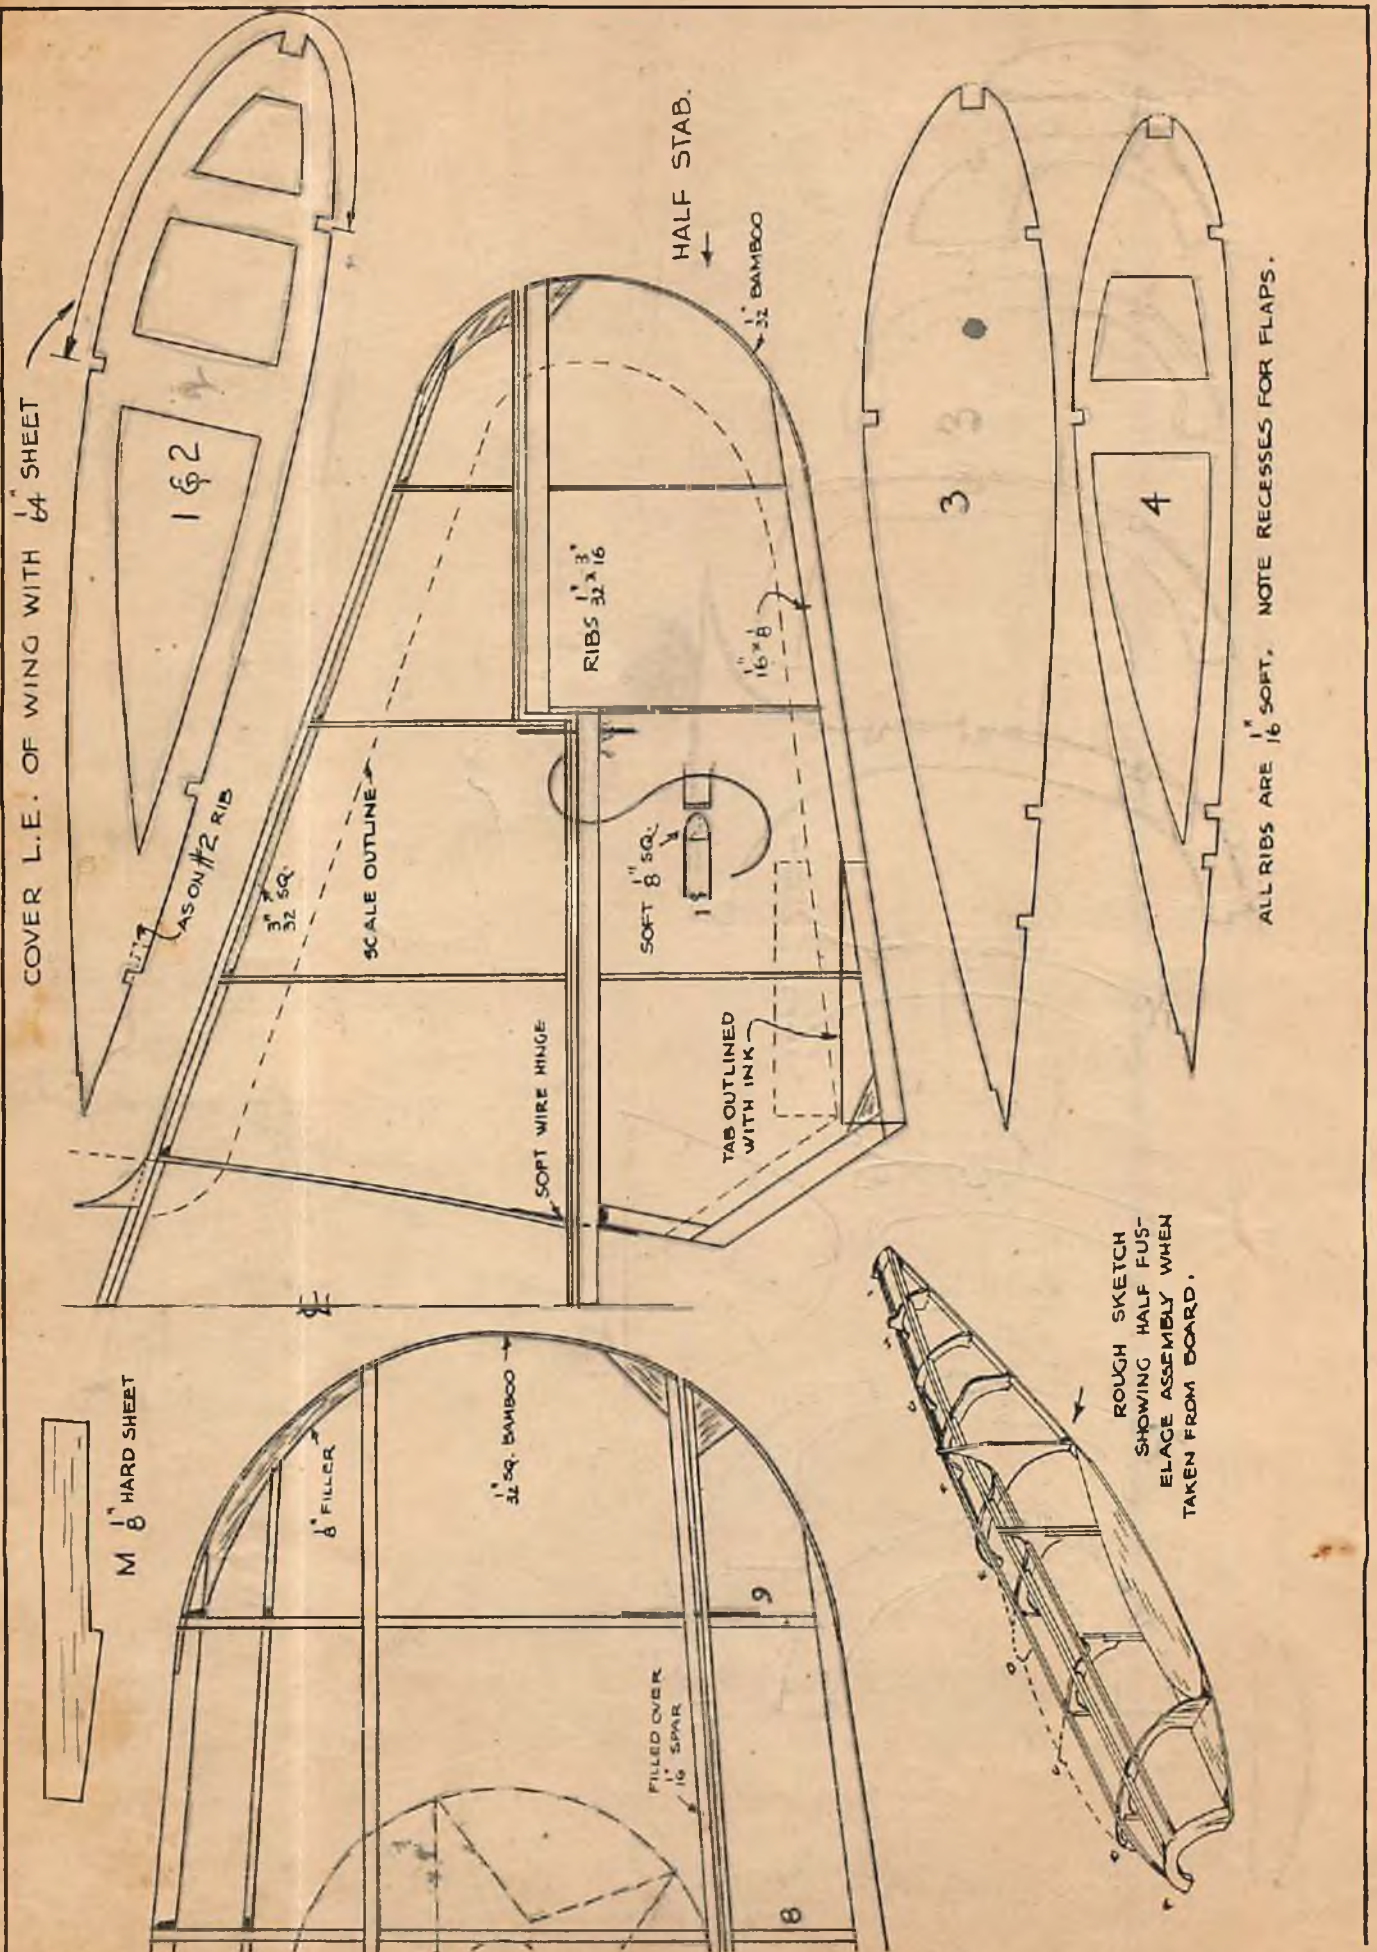 COVER L.E. OF WING WITH 1/64" SHEET
1 & 2
AS ON #2 RIB
3/32" SQ.
SCALE OUTLINE
SOFT WIRE HINGE
HALF STAB.
1/32" BAMBOO
RIBS 1/32" x 3/16"
1/16" x 1/8
SOFT 1/8" SQ.
TAB OUTLINED
WITH INK
3
4
ALL RIBS ARE 1/16" SOFT. NOTE RECESSES FOR FLAPS.
M 1/8" HARD SHEET
1/8" FILLER
1/32" SQ. BAMBOO
9
FILLED OVER
1/16" SPAR
8
ROUGH SKETCH
SHOWING HALF FUS-
ELAGE ASSEMBLY WHEN
TAKEN FROM BOARD.